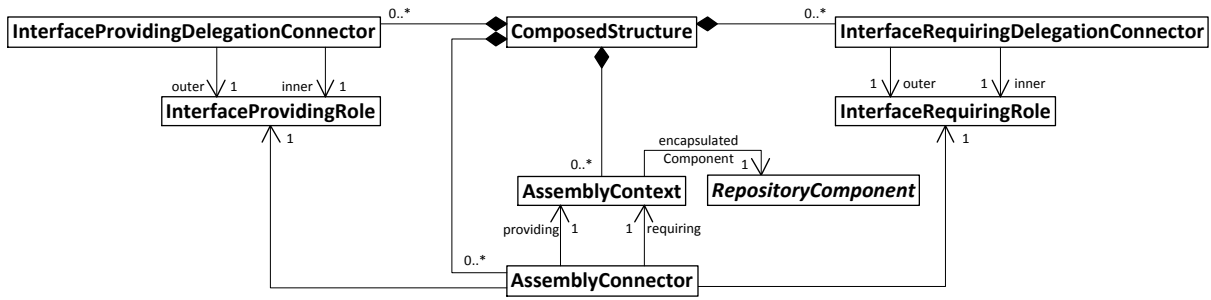 0..*
0..*
InterfaceProvidingDelegationConnector
ComposedStructure
InterfaceRequiringDelegationConnector
outer 1 inner 1
1 outer 1 inner
InterfaceProvidingRole
InterfaceRequiringRole
1
1
encapsulated
Component
1
0..*
AssemblyContext
RepositoryComponent
providing 1 1 requiring
0..*
AssemblyConnector